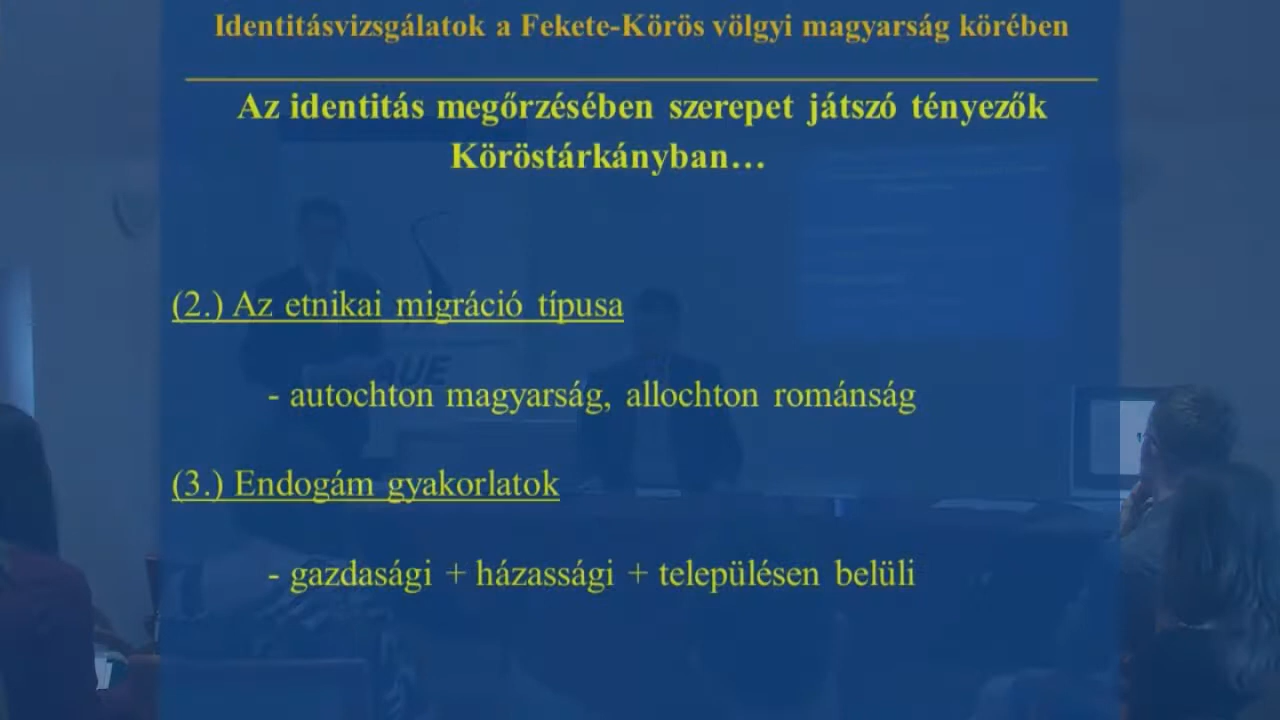 Identitásvizsgálatok a Fekete-Körös völgyi magyarság körében
Az identitás megőrzésében szerepet játszó tényezők
Köröstárkányban…
(2.) Az etnikai migráció típusa
- autochton magyarság, allochton románság
(3.) Endogám gyakorlatok
- gazdasági + házassági + településen belüli